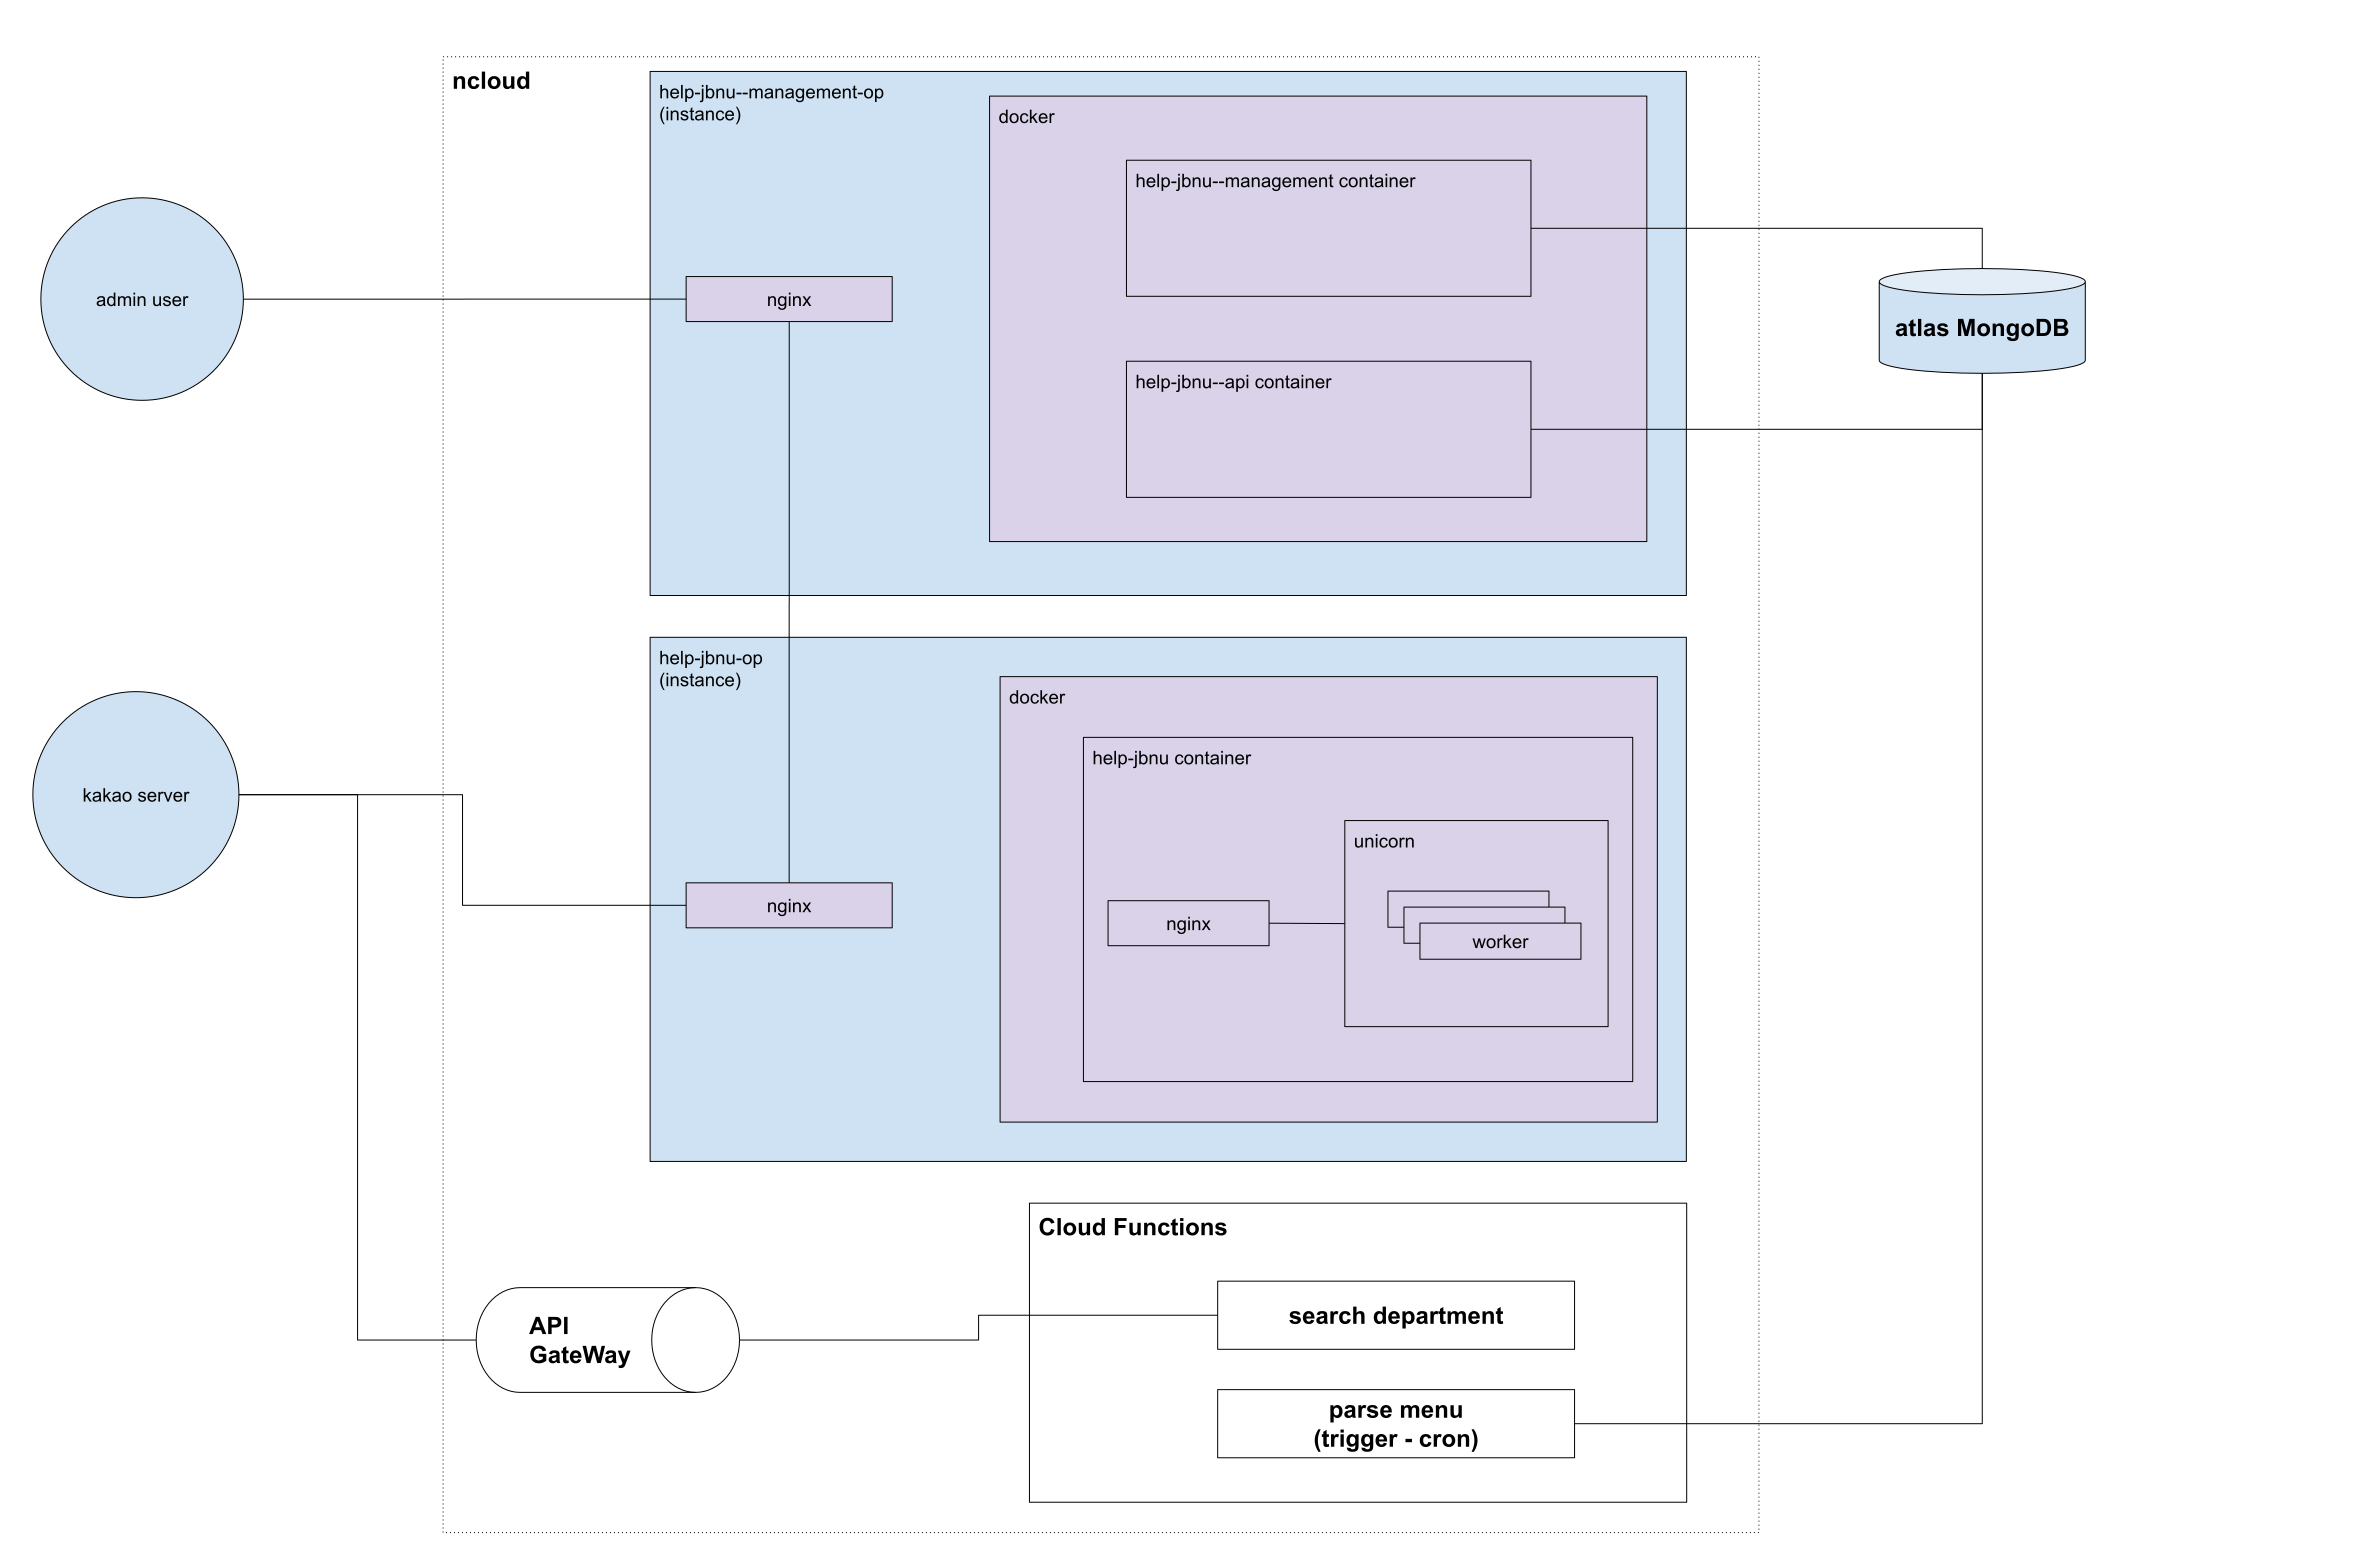 ncloud
help-jbnu--management-op
(instance)
docker
help-jbnu--management container
admin user
nginx
atlas MongoDB
help-jbnu--api container
help-jbnu-op
(instance)
docker
help-jbnu container
kakao server
unicorn
nginx
nginx
worker
Cloud Functions
API
GateWay
search department
parse menu
(trigger - cron)